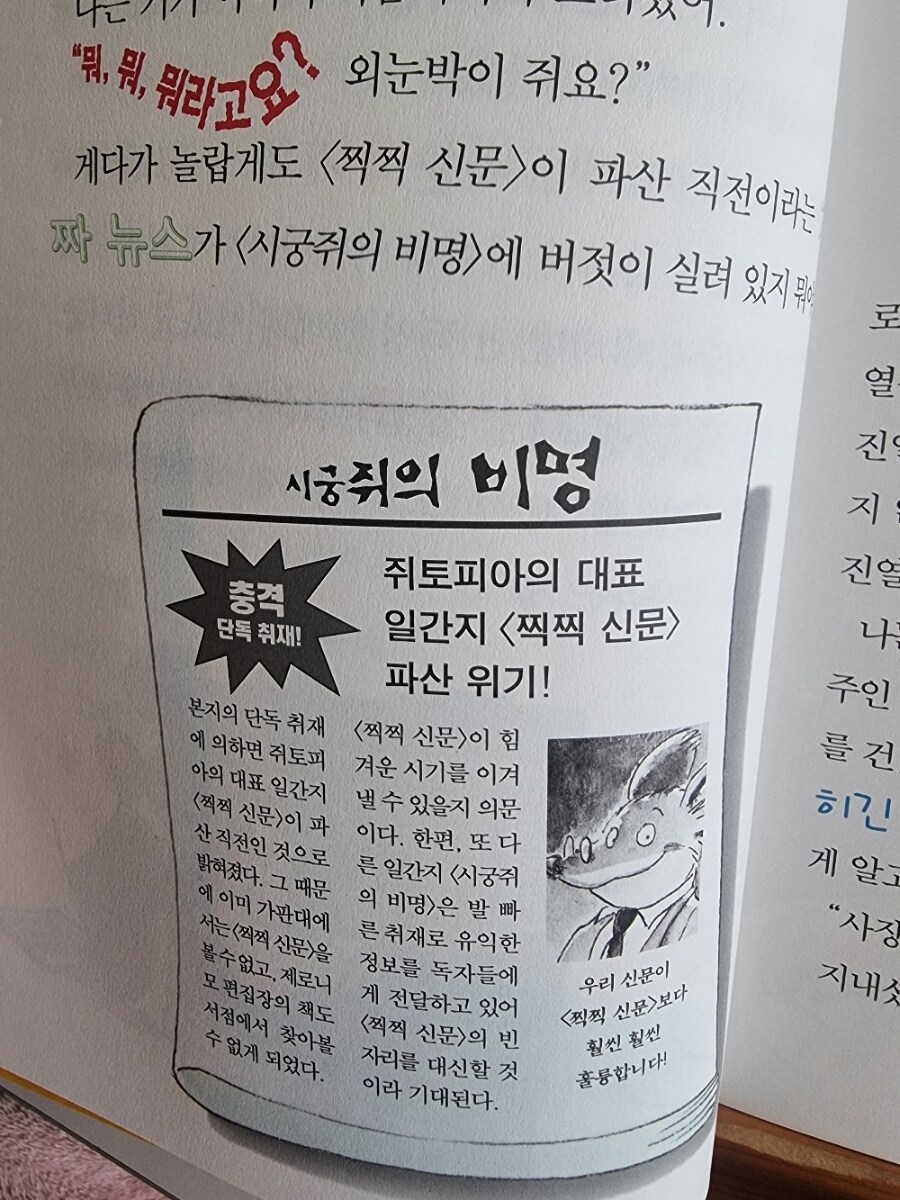 "뭐, 뭐, 뭐라고요? 외눈박이 쥐요?"
게다가 놀랍게도 〈찍찍 신문〉이 파산 직전이라는
짜 뉴스가 〈시궁쥐의 비명〉에 버젓이 실려 있지
시궁쥐의 비명
충격
단독 취재!
쥐토피아의 대표
일간지 〈찍찍 신문〉
파산 위기!
본지의 단독 취재
에 의하면 쥐토피
아의 대표 일간지
〈찍찍 신문〉이 파
산 직전인 것으로
밝혀졌다. 그 때문
에 이미 가판대에
서는 〈찍찍 신문〉을
볼 수 없고, 제로니
모 편집장의 책도
서점에서 찾아볼
수 없게 되었다.
〈찍찍 신문〉이 힘
겨운 시기를 이겨
낼 수 있을지 의문
이다. 한편, 또 다
른 일간지 〈시궁쥐
의 비명〉은 발 빠
른 취재로 유익한
정보를 독자들에
게 전달하고 있어
〈찍찍 신문〉의 빈
자리를 대신할 것
이라 기대된다.
우리 신문이
〈찍찍 신문〉보다
훨씬 훨씬
훌륭합니다!
로
진열
주인
를 건
히긴
게 알고
"사장